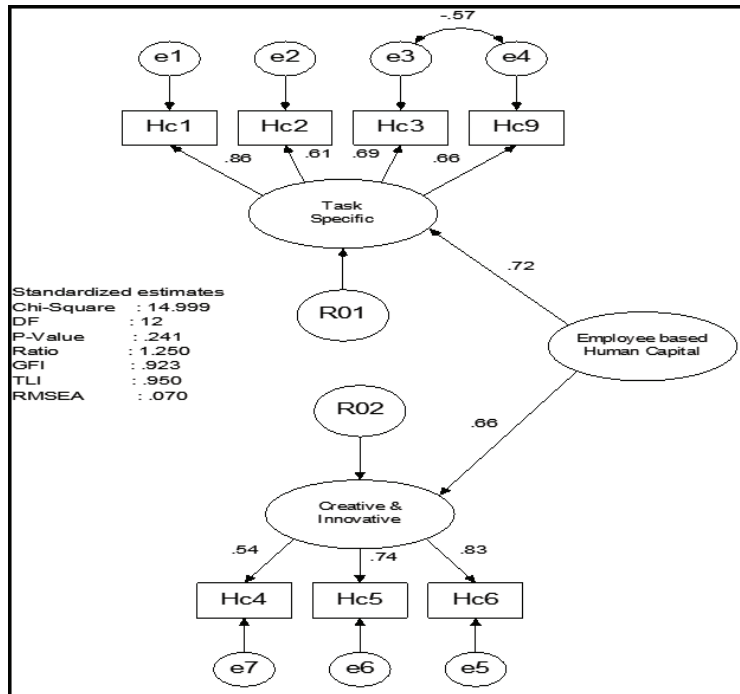 -.57
e1
e2
e3
e4
Hc1
Hc2
Hc3
Hc9
.86
.61
.69
.66
Task
Specific
.72
Standardized estimates
Chi-Square : 14.999
DF : 12
P-Value : .241
Ratio : 1.250
GFI : .923
TLI : .950
RMSEA : .070
R01
Employee based
Human Capital
R02
.66
Creative &
Innovative
.54
.74
.83
Hc4
Hc5
Hc6
e7
e6
e5